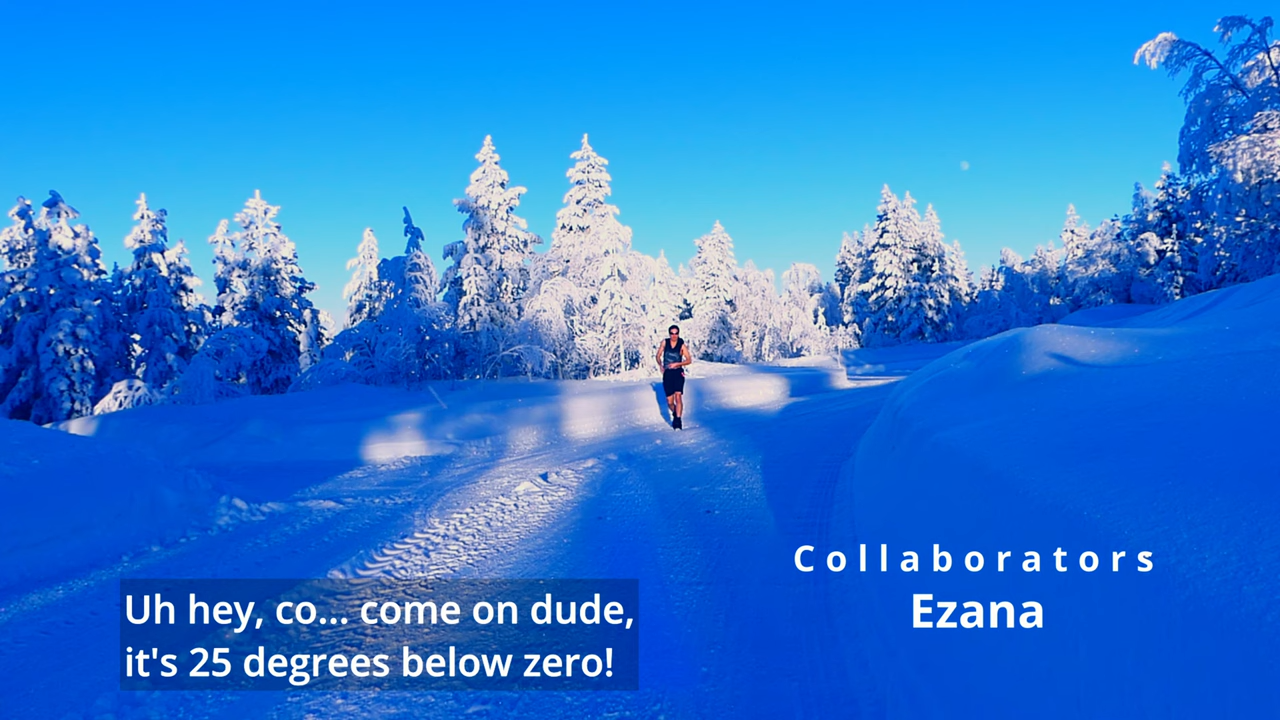 Collaborators
Ezana
Uh hey, co... come on dude,
it's 25 degrees below zero!